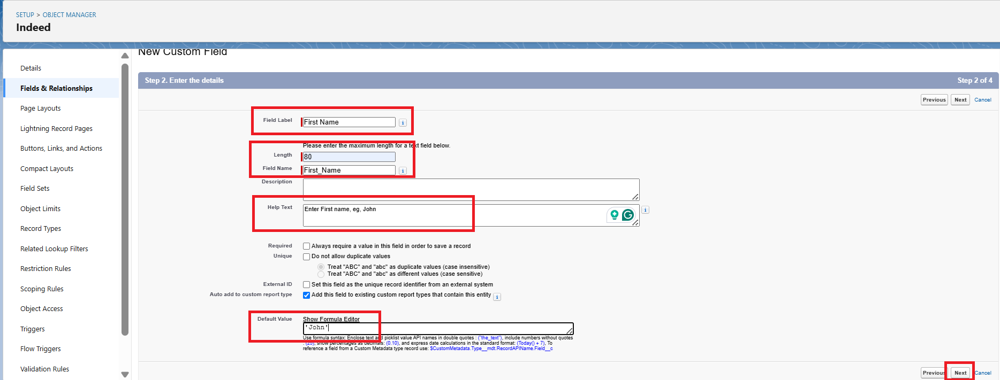 SETUP > OBJECT MANAGER
Indeed
Details
Fields & Relationships
Page Layouts
Lightning Record Pages
Buttons, Links, and Actions
Compact Layouts
Field Sets
Object Limits
Record Types
Related Lookup Filters
Restriction Rules
Scoping Rules
Object Access
Triggers
Flow Triggers
Validation Rules
New Custom Field
Step 2. Enter the details Step 2 of 4
Previous Next Cancel
Field Label First Name i
Please enter the maximum length for a text field below.
Length 80
Field Name First_Name i
Description
Help Text Enter First name, eg, John G i
Required Always require a value in this field in order to save a record
Unique Do not allow duplicate values
Treat "ABC" and "abc" as duplicate values (case insensitive)
Treat "ABC" and "abc" as different values (case sensitive)
External ID Set this field as the unique record identifier from an external system
Auto add to custom report type Add this field to existing custom report types that contain this entity i
Default Value Show Formula Editor
'John'
Use formula syntax: Enclose text and picklist value API names in double quotes : ("the_text"), include numbers without quotes
: (25), show percentages as decimals: (0.10), and express date calculations in the standard format: (Today() + 7), To
reference a field from a Custom Metadata type record use: $CustomMetadata.Type__mdt.RecordAPIName.Field__c
Previous Next Cancel